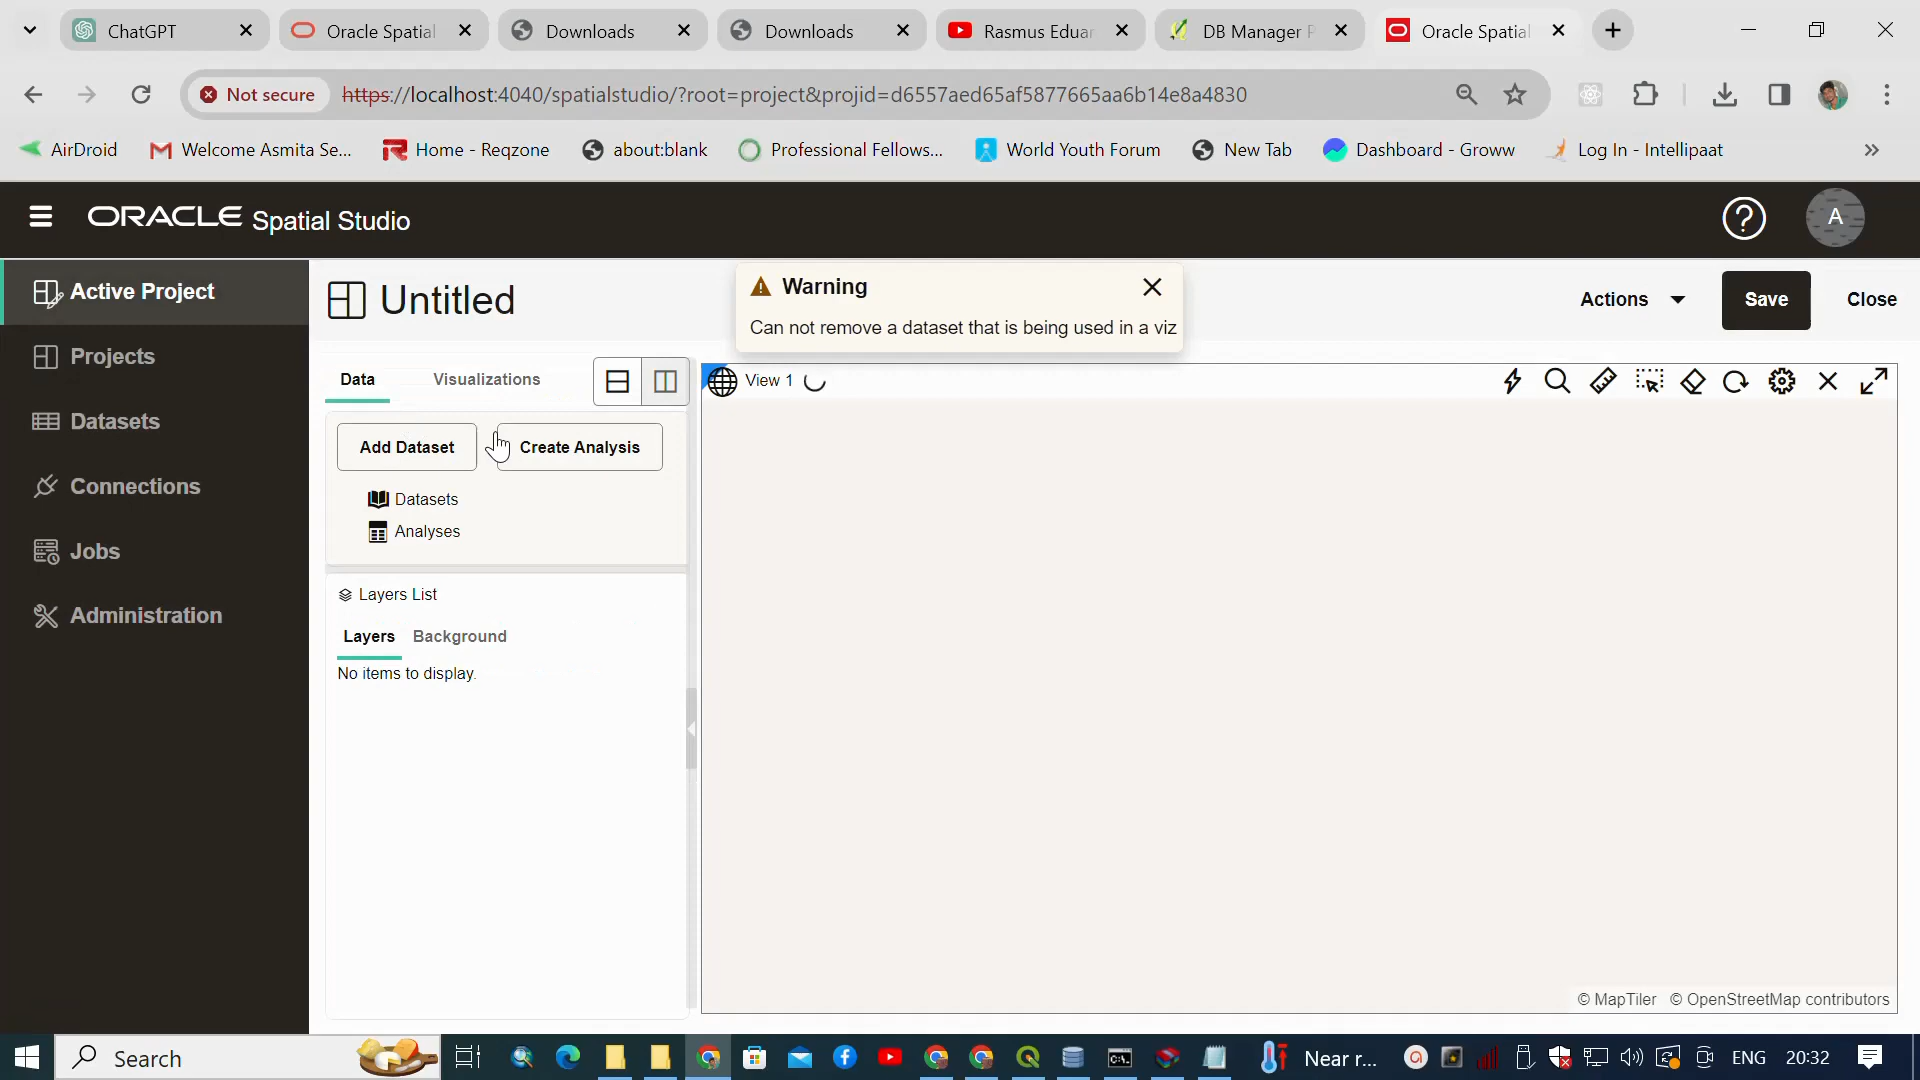 ChatGPT
Oracle Spatial
Downloads
Downloads
Rasmus Eduar
DB Manager P
Oracle Spatial
Not secure
https://localhost:4040/spatialstudio/?root=project&projid=d6557aed65af5877665aa6b14e8a4830
AirDroid
Welcome Asmita Se...
Home - Reqzone
about:blank
Professional Fellows...
World Youth Forum
New Tab
Dashboard - Groww
Log In - Intellipaat
ORACLE Spatial Studio
A
Active Project
Projects
Datasets
Connections
Jobs
Administration
Untitled
Warning
Can not remove a dataset that is being used in a viz
Actions
Save
Close
Data
Visualizations
Add Dataset
Create Analysis
Datasets
Analyses
Layers List
Layers
Background
No items to display.
View 1
© MapTiler © OpenStreetMap contributors
Search
Near r...
ENG
20:32